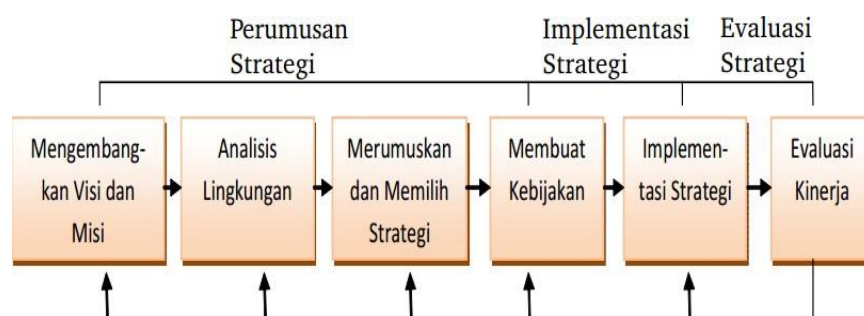 Perumusan
Strategi
Implementasi
Strategi
Evaluasi
Strategi
Mengembang-
kan Visi dan
Misi
Analisis
Lingkungan
Merumuskan
dan Memilih
Strategi
Membuat
Kebijakan
Implemen-
tasi Strategi
Evaluasi
Kinerja